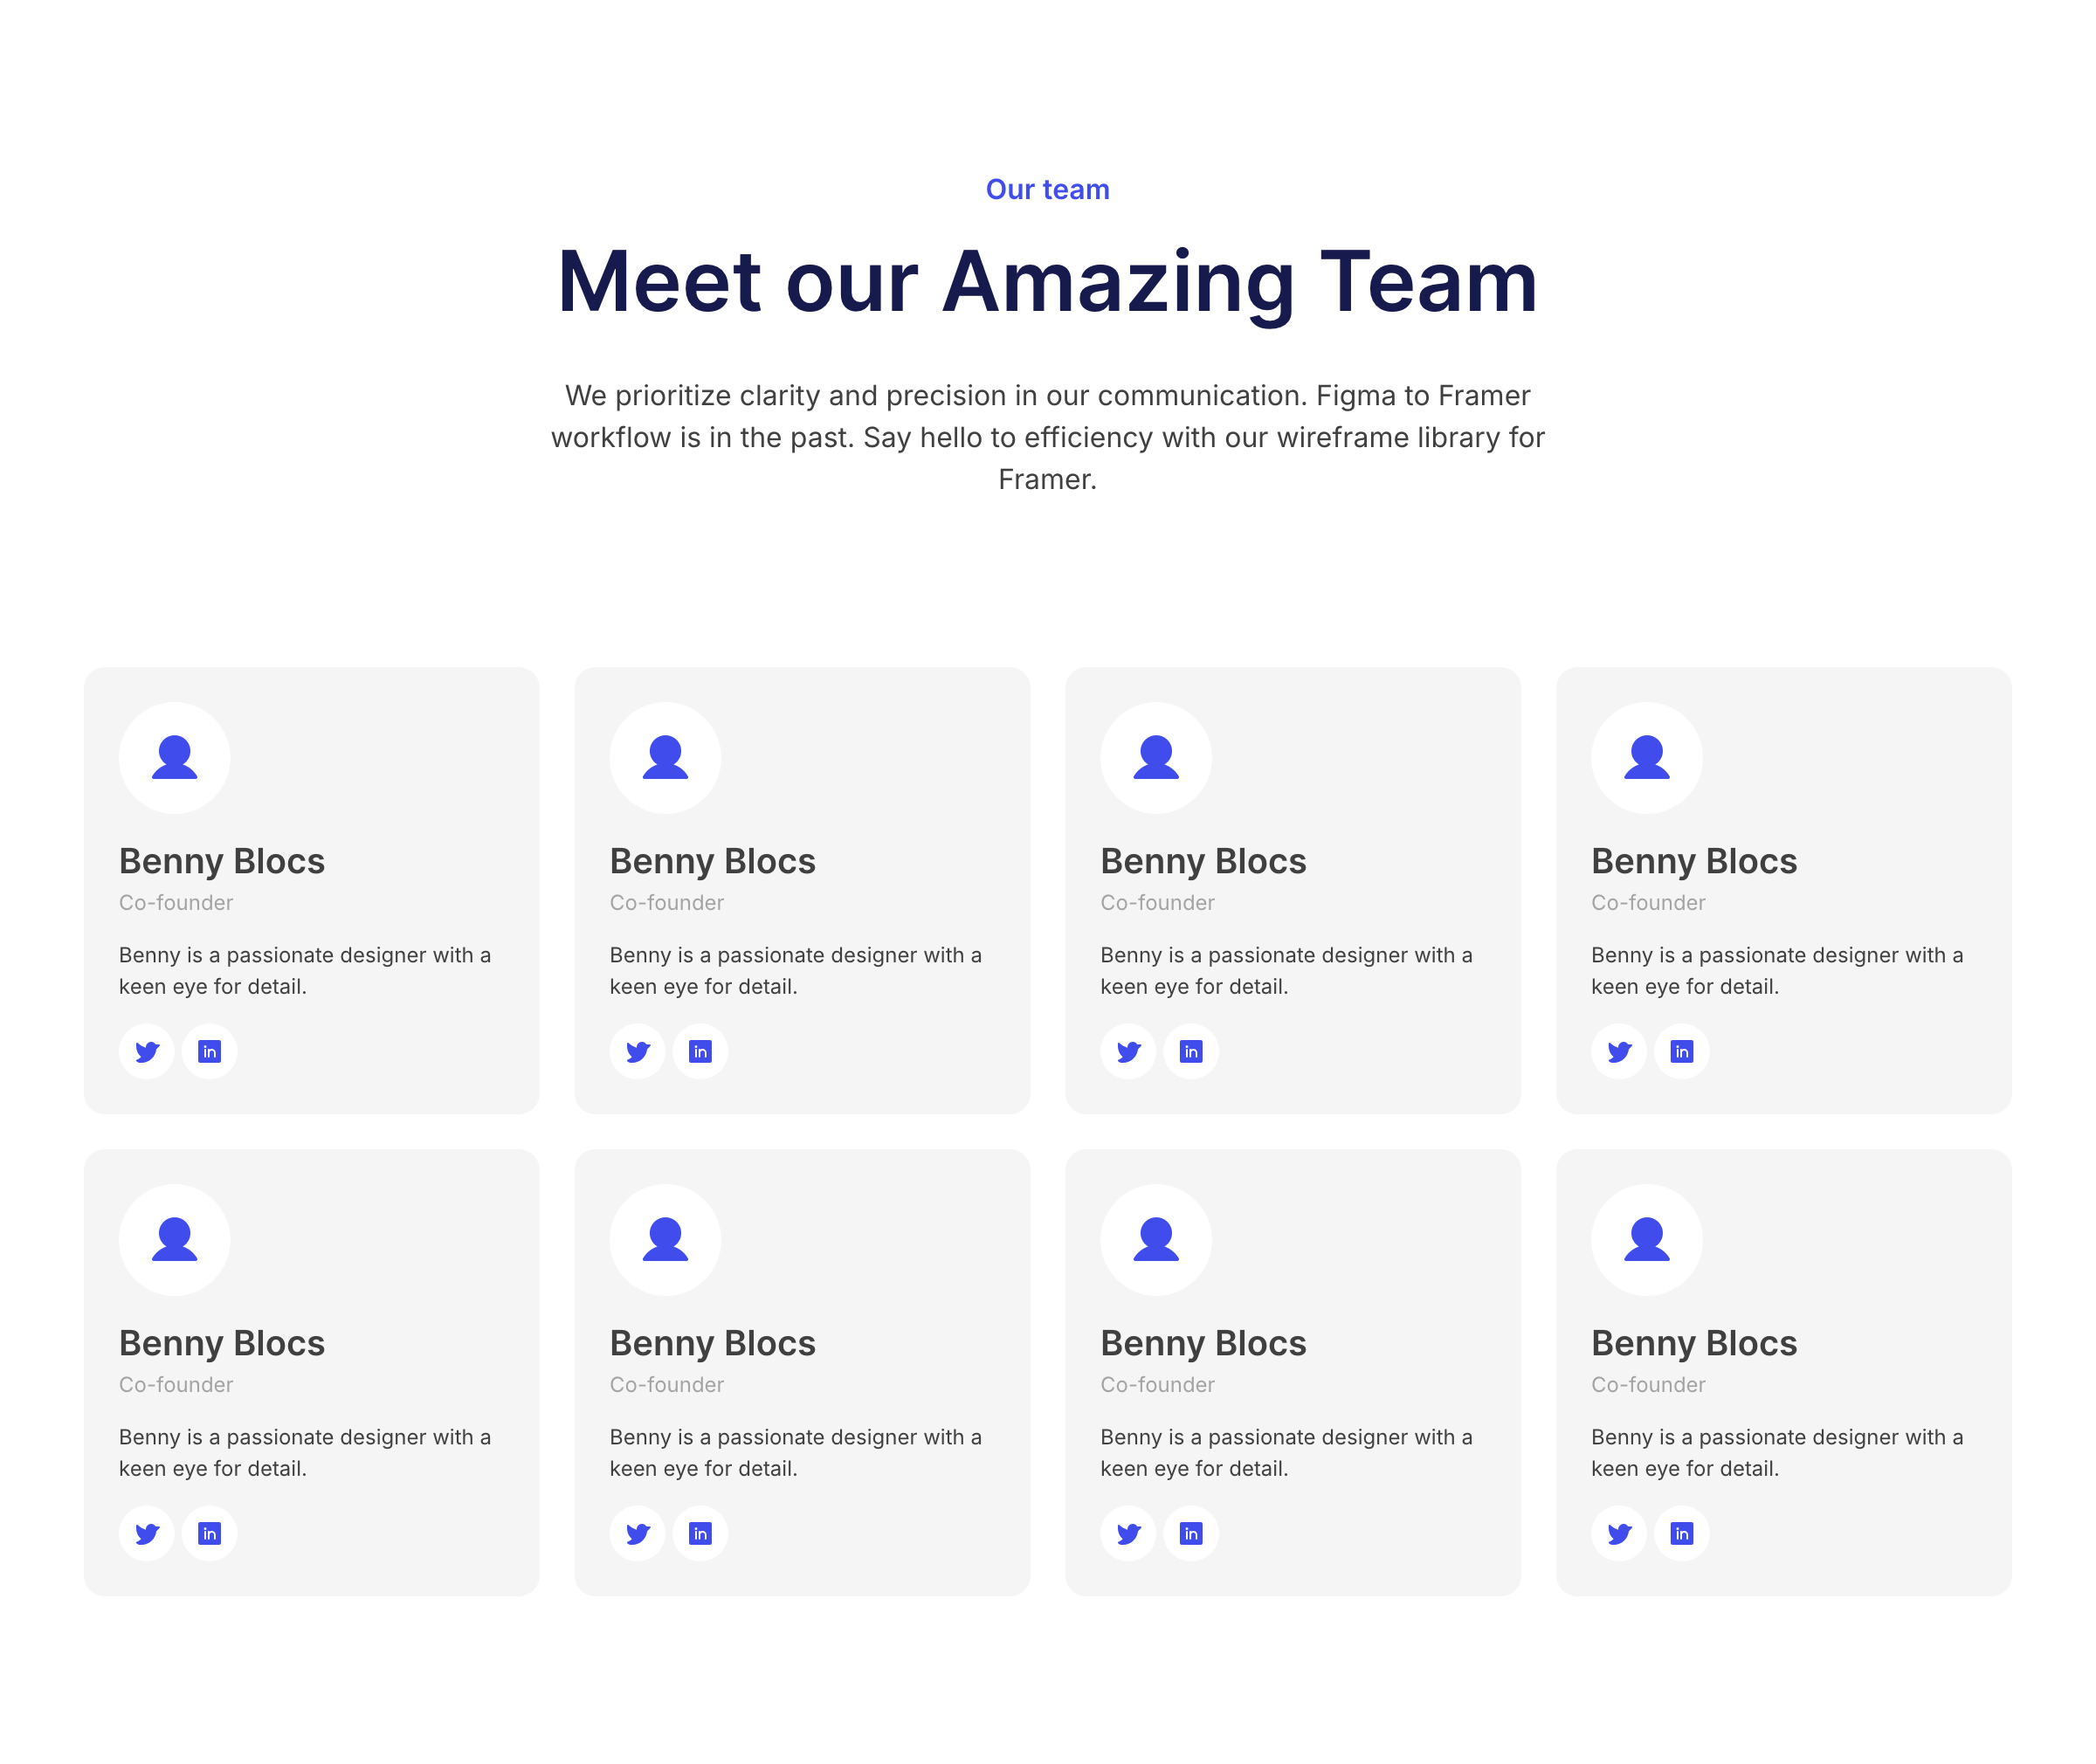 Our team
Meet our Amazing Team
We prioritize clarity and precision in our communication. Figma to Framer
workflow is in the past. Say hello to efficiency with our wireframe library for
Framer.
Benny Blocs
Co-founder
Benny is a passionate designer with a
keen eye for detail.
in
Benny Blocs
Co-founder
Benny is a passionate designer with a
keen eye for detail.
in
Benny Blocs
Co-founder
Benny is a passionate designer with a
keen eye for detail.
in
Benny Blocs
Co-founder
Benny is a passionate designer with a
keen eye for detail.
in
Benny Blocs
Co-founder
Benny is a passionate designer with a
keen eye for detail.
in
Benny Blocs
Co-founder
Benny is a passionate designer with a
keen eye for detail.
in
Benny Blocs
Co-founder
Benny is a passionate designer with a
keen eye for detail.
in
Benny Blocs
Co-founder
Benny is a passionate designer with a
keen eye for detail.
in